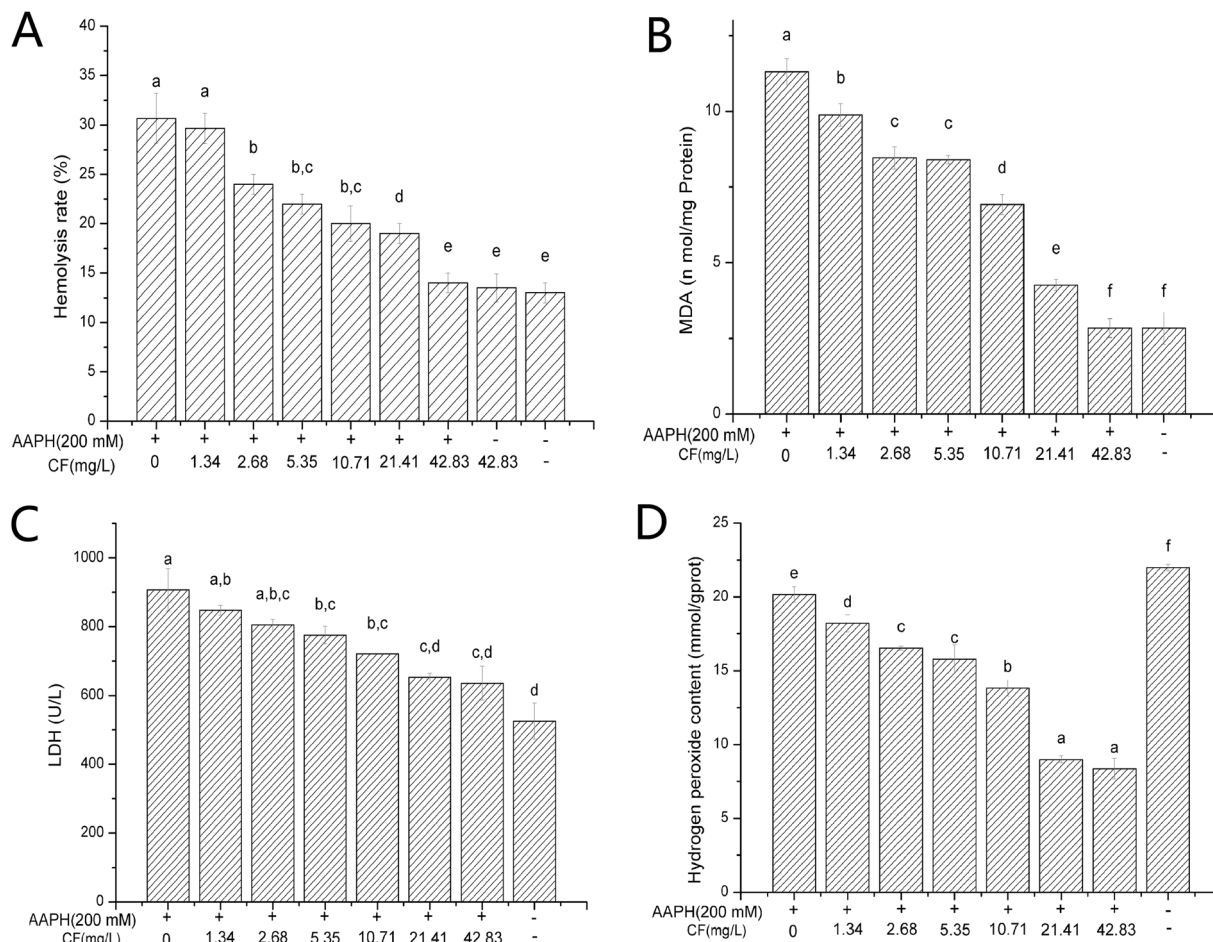 A
Hemolysis rate (%)
40
35
30
25
20
15
10
5
0
a
a
b
b,c
b,c
d
e
e
e
AAPH(200 mM) + + + + + + + - -
CF(mg/L) 0 1.34 2.68 5.35 10.71 21.41 42.83 42.83 -
B
MDA (n mol/mg Protein)
10
5
0
a
b
c
c
d
e
f
f
AAPH(200 mM) + + + + + + + -
CF(mg/L) 0 1.34 2.68 5.35 10.71 21.41 42.83 -
C
LDH (U/L)
1000
800
600
400
200
0
a
a,b
a,b,c
b,c
b,c
c,d
c,d
d
AAPH(200 mM) + + + + + + + -
CF(mg/L) 0 1.34 2.68 5.35 10.71 21.41 42.83 -
D
Hydrogen peroxide content (mmol/gprot)
25
20
15
10
5
0
e
d
c
c
b
a
a
f
AAPH(200 mM) + + + + + + + -
CF(mg/L) 0 1.34 2.68 5.35 10.71 21.41 42.83 -